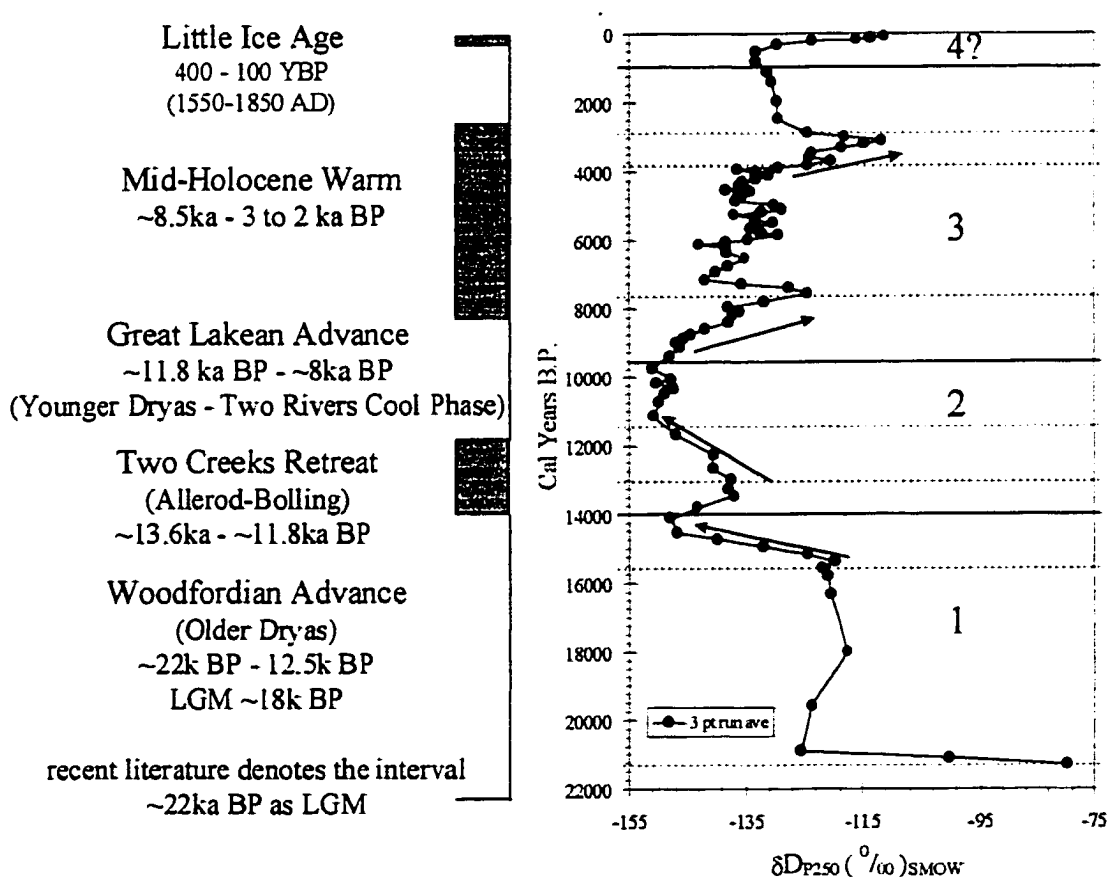 Little Ice Age
400 - 100 YBP
(1550-1850 AD)
Mid-Holocene Warm
~8.5ka - 3 to 2 ka BP
Great Lakean Advance
~11.8 ka BP - ~8ka BP
(Younger Dryas - Two Rivers Cool Phase)
Two Creeks Retreat
(Allerod-Bolling)
~13.6ka - ~11.8ka BP
Woodfordian Advance
(Older Dryas)
~22k BP - 12.5k BP
LGM ~18k BP
recent literature denotes the interval
~22ka BP as LGM
Cal Years B.P.
0
2000
4000
6000
8000
10000
12000
14000
16000
18000
20000
22000
4?
3
2
1
3 pt run ave
-155 -135 -115 -95 -75
δDP250 (‰)SMOW